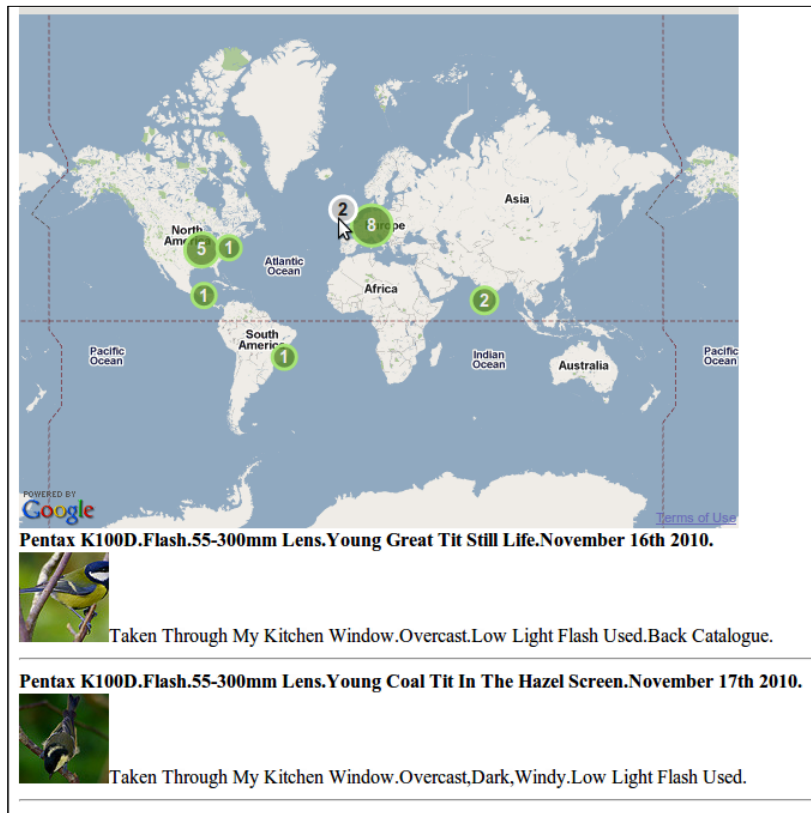 Asia
2
8
Europe
North
America
5
1
Atlantic
Ocean
1
Africa
2
South
America
1
Pacific
Ocean
Indian
Ocean
Australia
Pacific
Ocean
POWERED BY
Google
Terms of Use
Pentax K100D.Flash.55-300mm Lens.Young Great Tit Still Life.November 16th 2010.
Taken Through My Kitchen Window.Overcast.Low Light Flash Used.Back Catalogue.
Pentax K100D.Flash.55-300mm Lens.Young Coal Tit In The Hazel Screen.November 17th 2010.
Taken Through My Kitchen Window.Overcast,Dark,Windy.Low Light Flash Used.